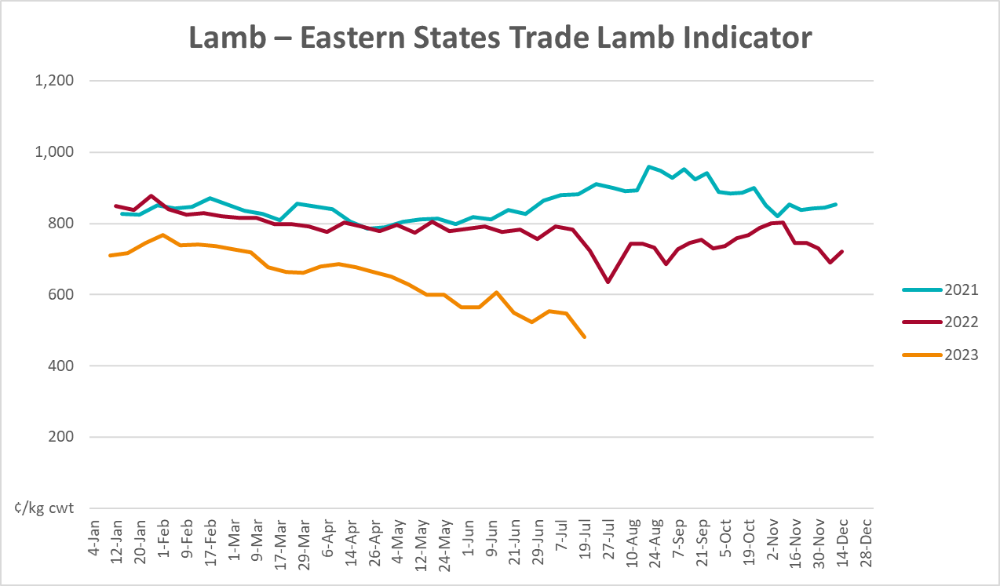 Lamb – Eastern States Trade Lamb Indicator
1,200
1,000
800
600
400
200
¢/kg cwt
4-Jan
12-Jan
20-Jan
1-Feb
9-Feb
17-Feb
1-Mar
9-Mar
17-Mar
29-Mar
6-Apr
14-Apr
26-Apr
4-May
12-May
24-May
1-Jun
9-Jun
21-Jun
29-Jun
7-Jul
19-Jul
27-Jul
10-Aug
24-Aug
7-Sep
21-Sep
5-Oct
19-Oct
2-Nov
16-Nov
30-Nov
14-Dec
28-Dec
2021
2022
2023